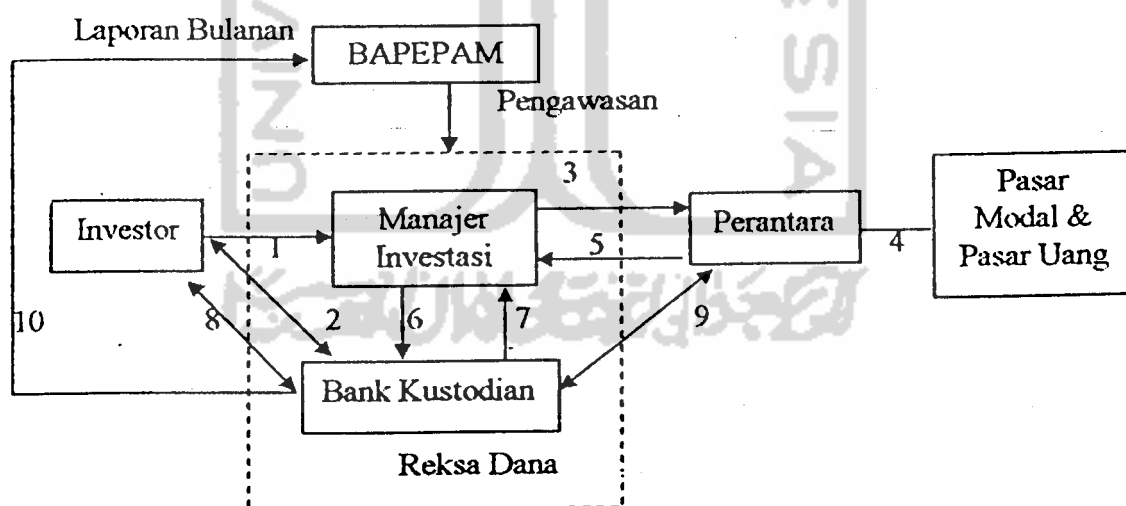 Laporan Bulanan
BAPEPAM
Pengawasan
3
Investor
1
Manajer
Investasi
5
Perantara
4
Pasar
Modal &
Pasar Uang
10
8
2
6
7
9
Bank Kustodian
Reksa Dana